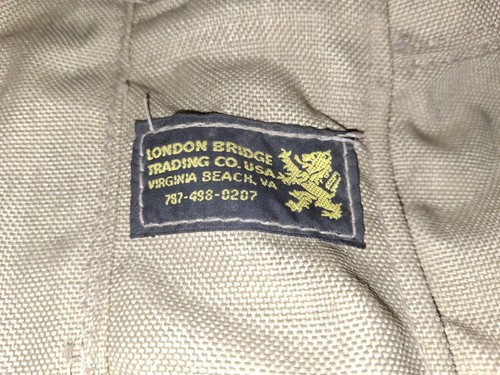 LONDON BRIDGE
TRADING CO. USA
VIRGINIA BEACH, VA
757-498-0207